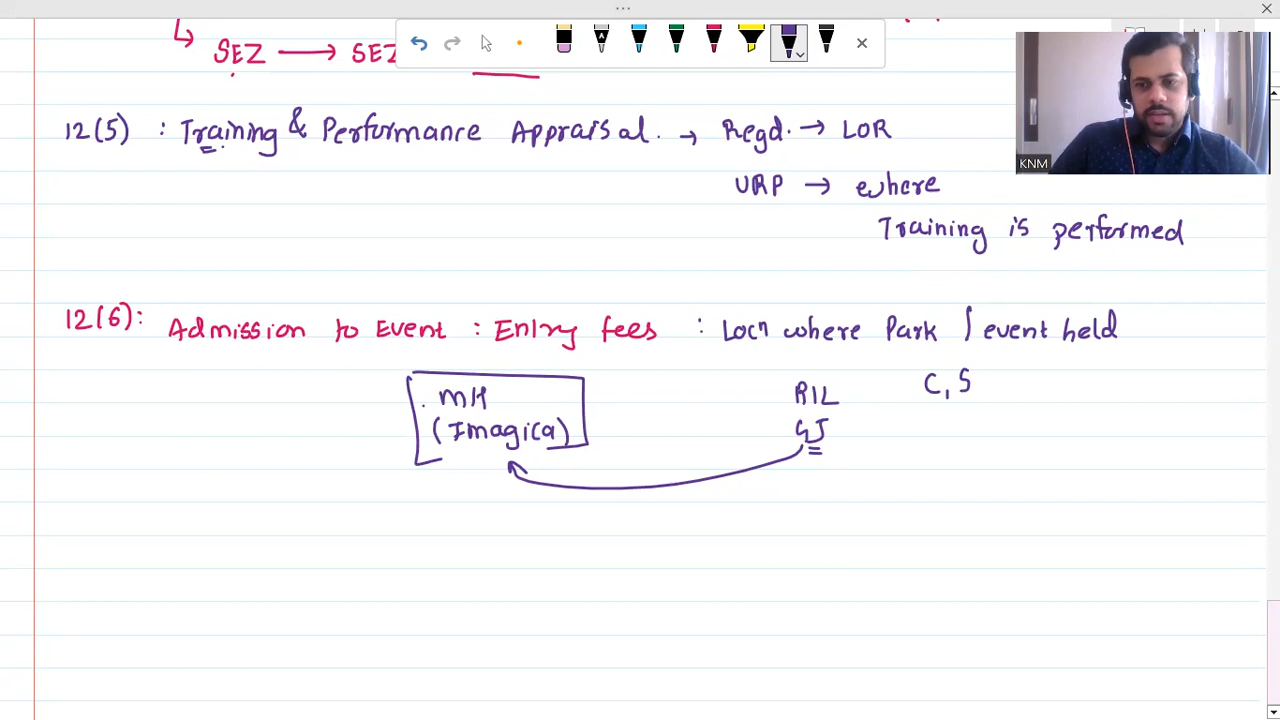 SEZ → SEZ
12(5) : Training & Performance Appraisal. → Regd. → LOR
URP → where
Training is performed
12(6): Admission to Event : Entry fees : Locn where Park / event held
MH
(Imagica)
RIL
GJ
C, S
KNM